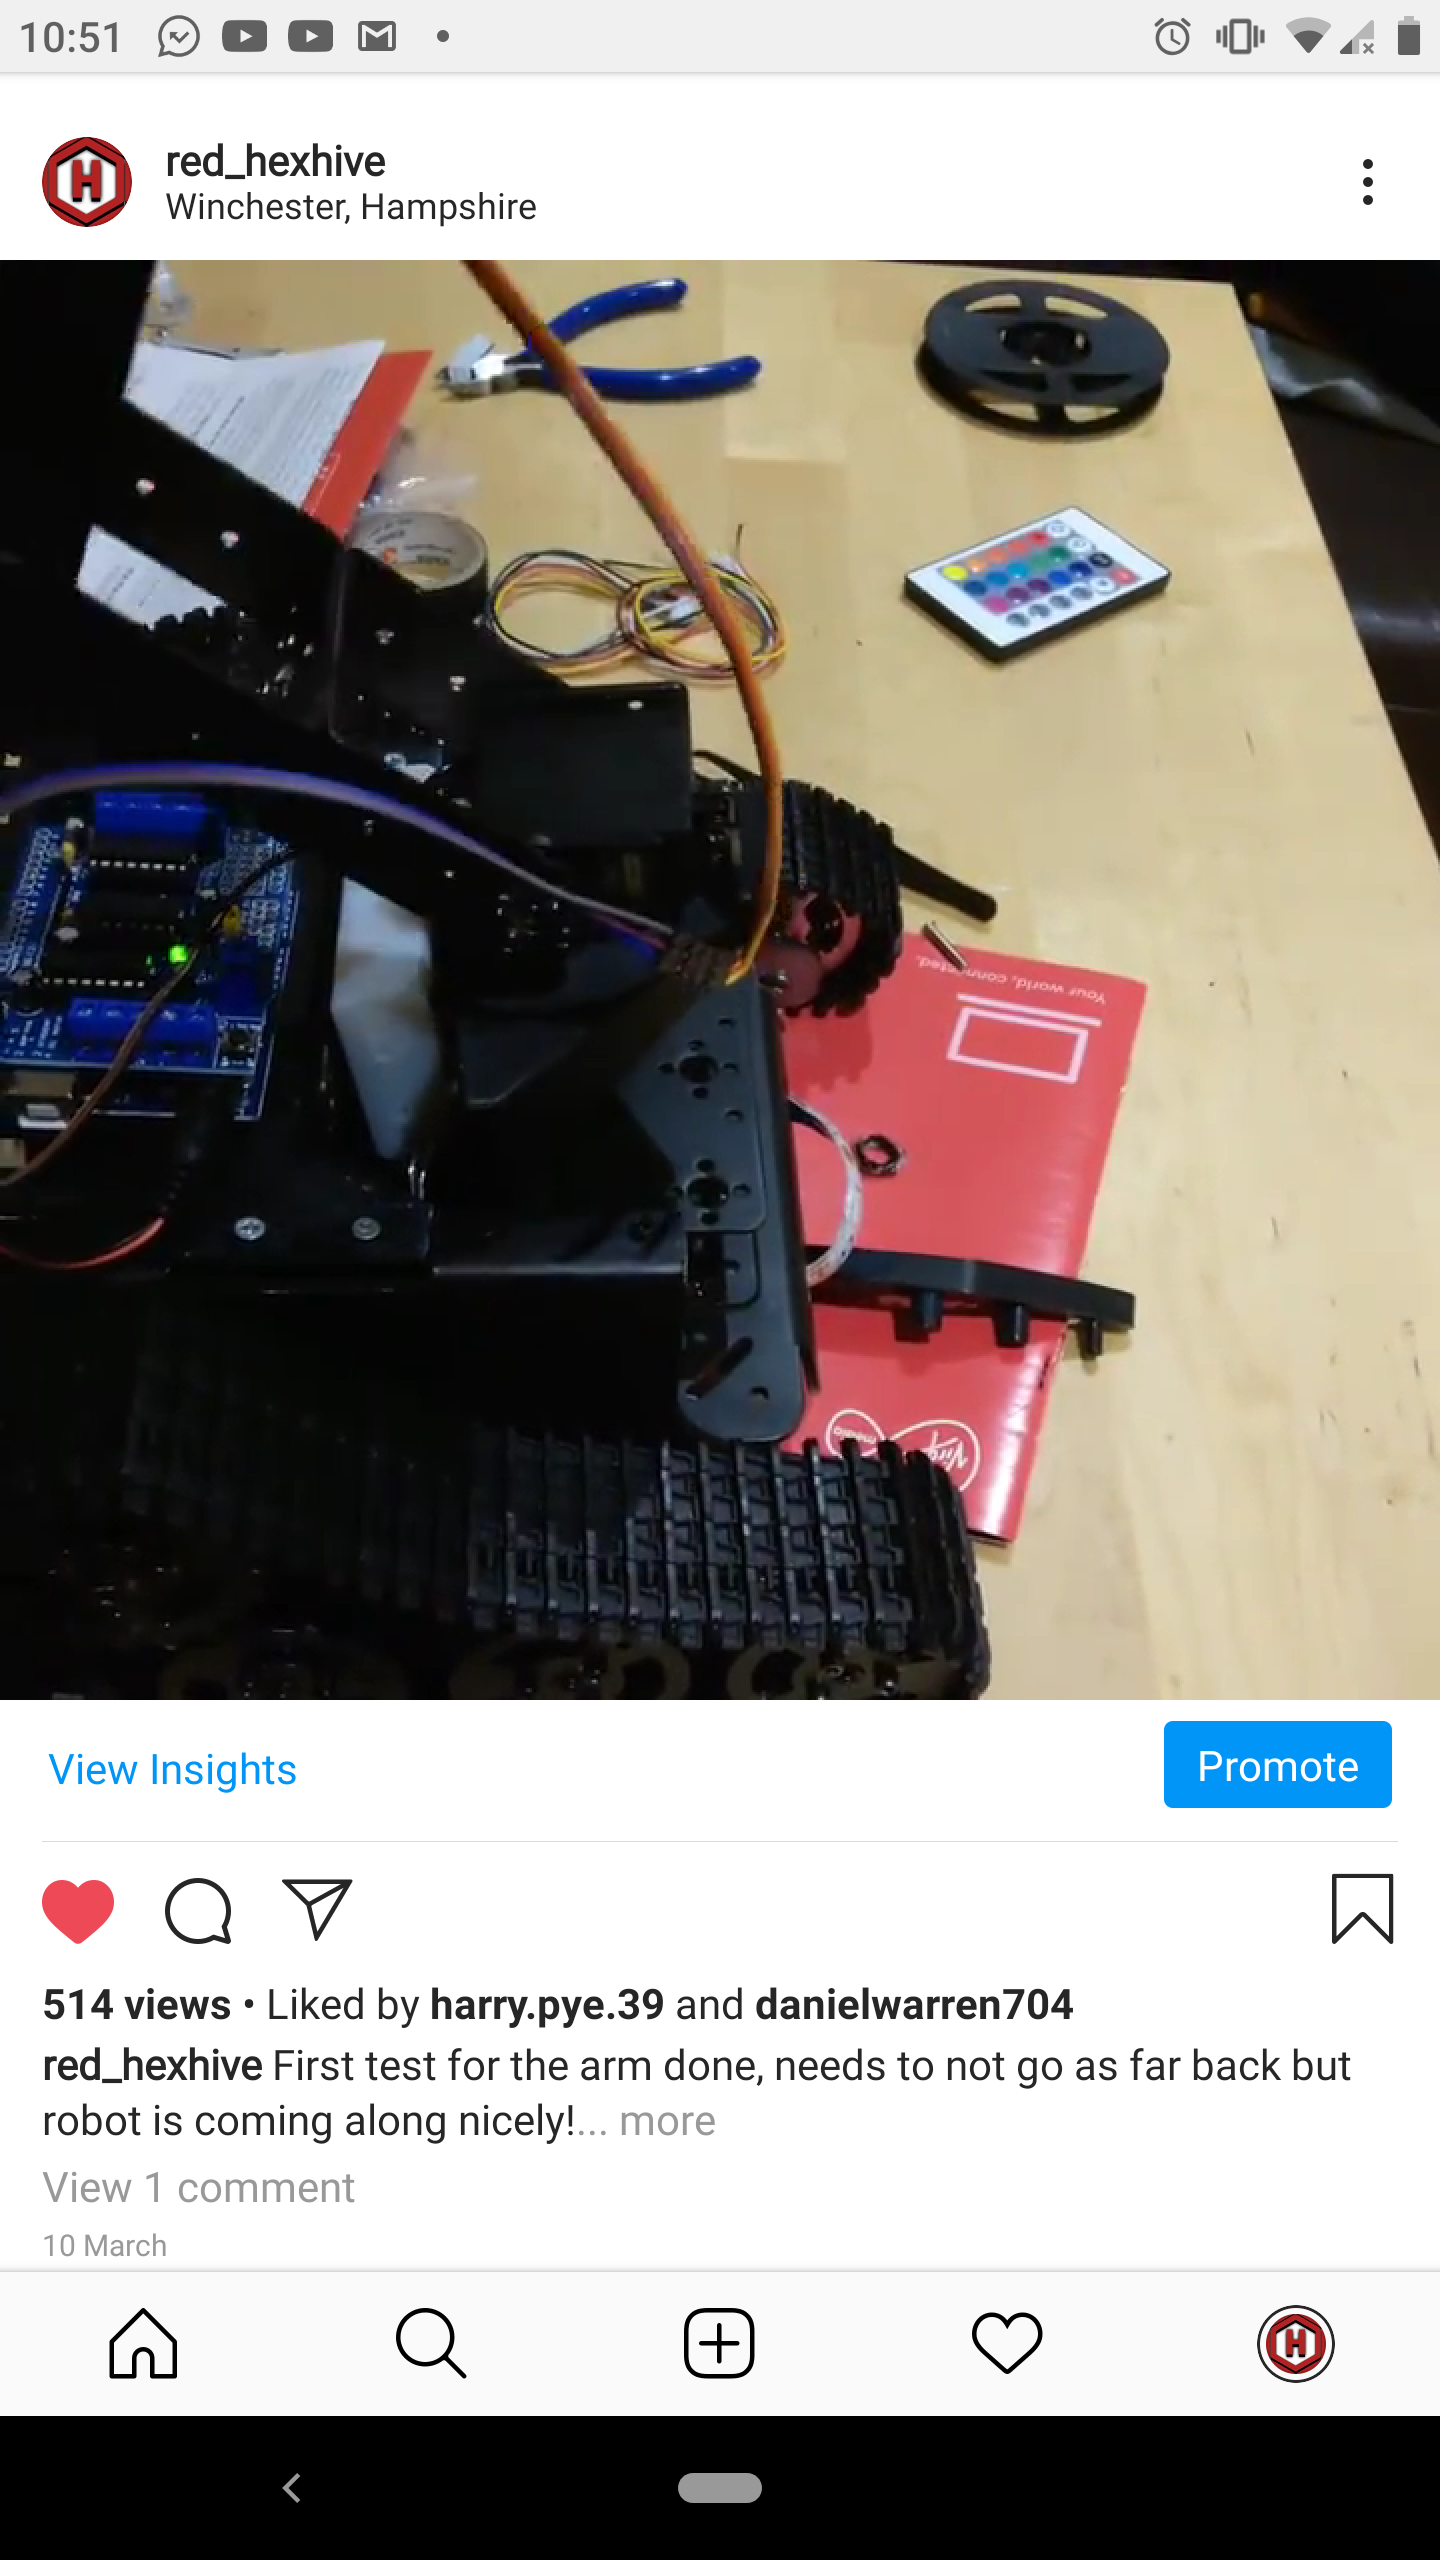 10:51
H
red_hexhive
Winchester, Hampshire
Your world, connected.
Virgin
media
View Insights
Promote
514 views • Liked by harry.pye.39 and danielwarren704
red_hexhive First test for the arm done, needs to not go as far back but
robot is coming along nicely!... more
View 1 comment
10 March
H